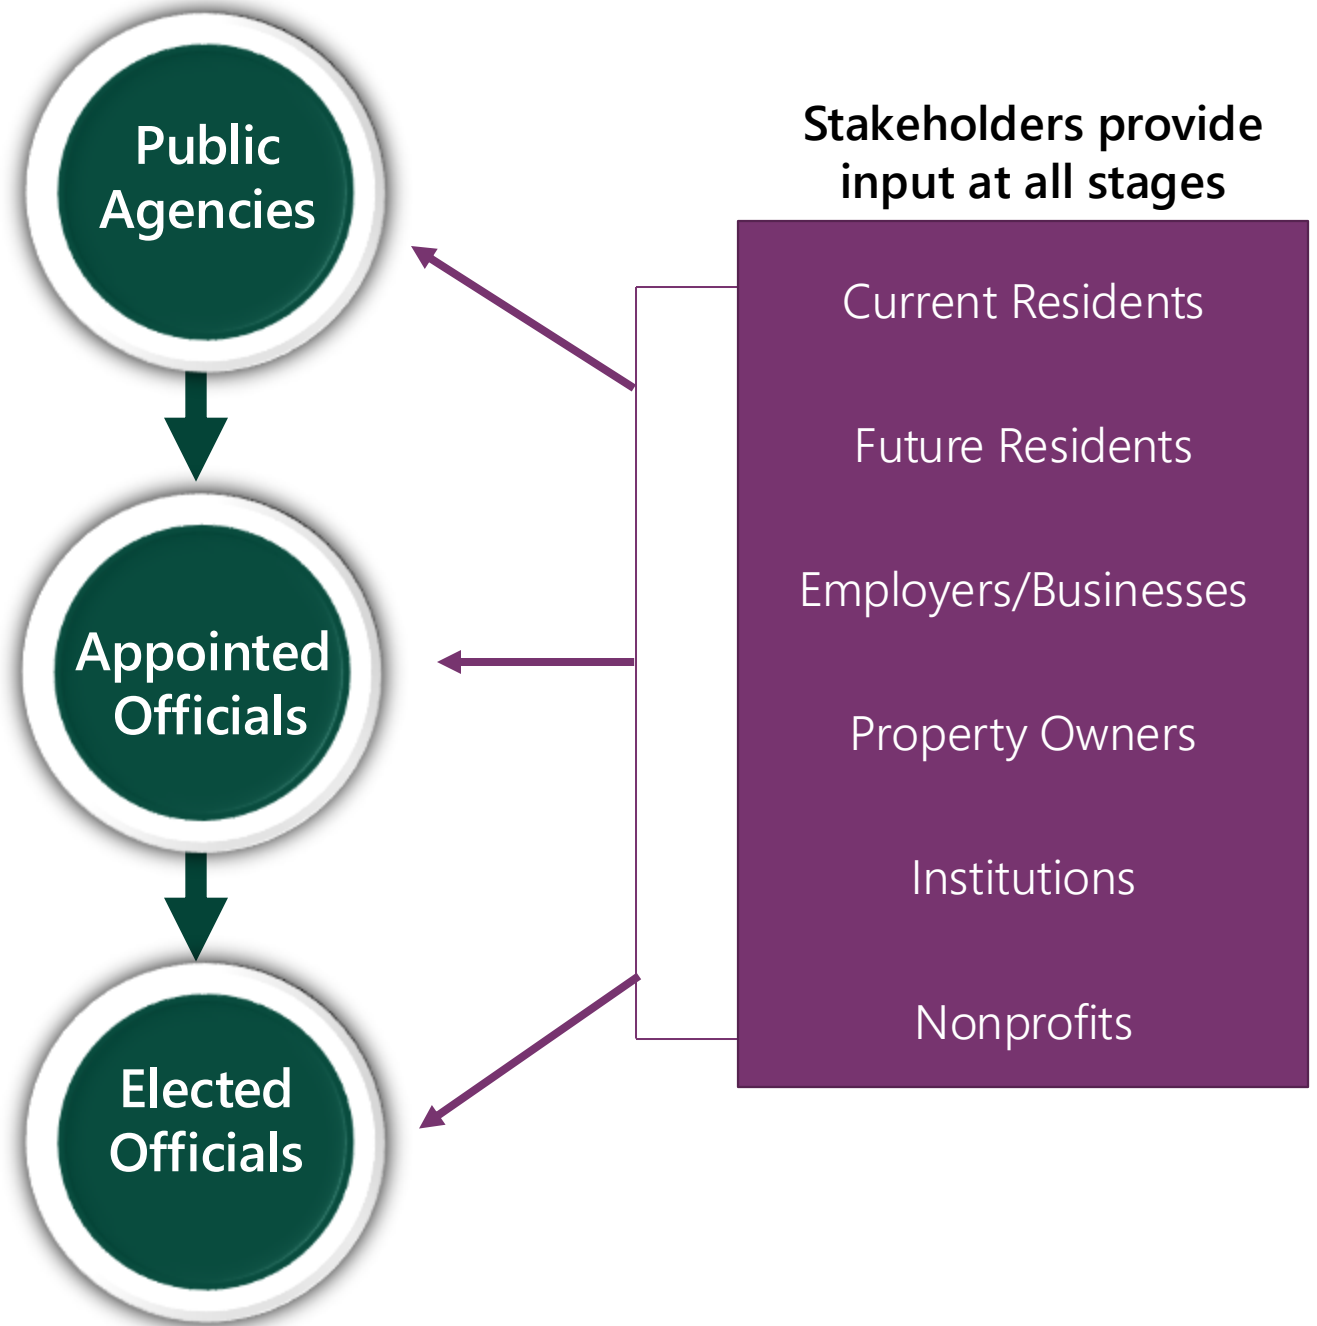 Public
Agencies
Appointed
Officials
Elected
Officials
Stakeholders provide
input at all stages
Current Residents
Future Residents
Employers/Businesses
Property Owners
Institutions
Nonprofits